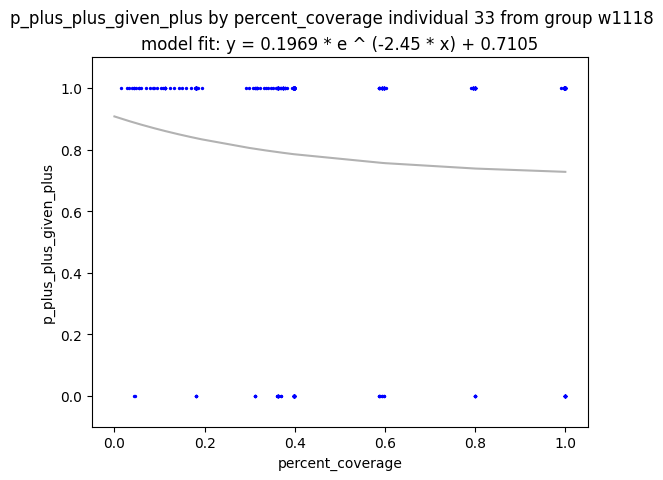 p_plus_plus_given_plus by percent_coverage individual 33 from group w1118
model fit: y = 0.1969 * e ^ (-2.45 * x) + 0.7105
1.0
0.8
0.6
0.4
0.2
0.0
p_plus_plus_given_plus
0.0 0.2 0.4 0.6 0.8 1.0
percent_coverage